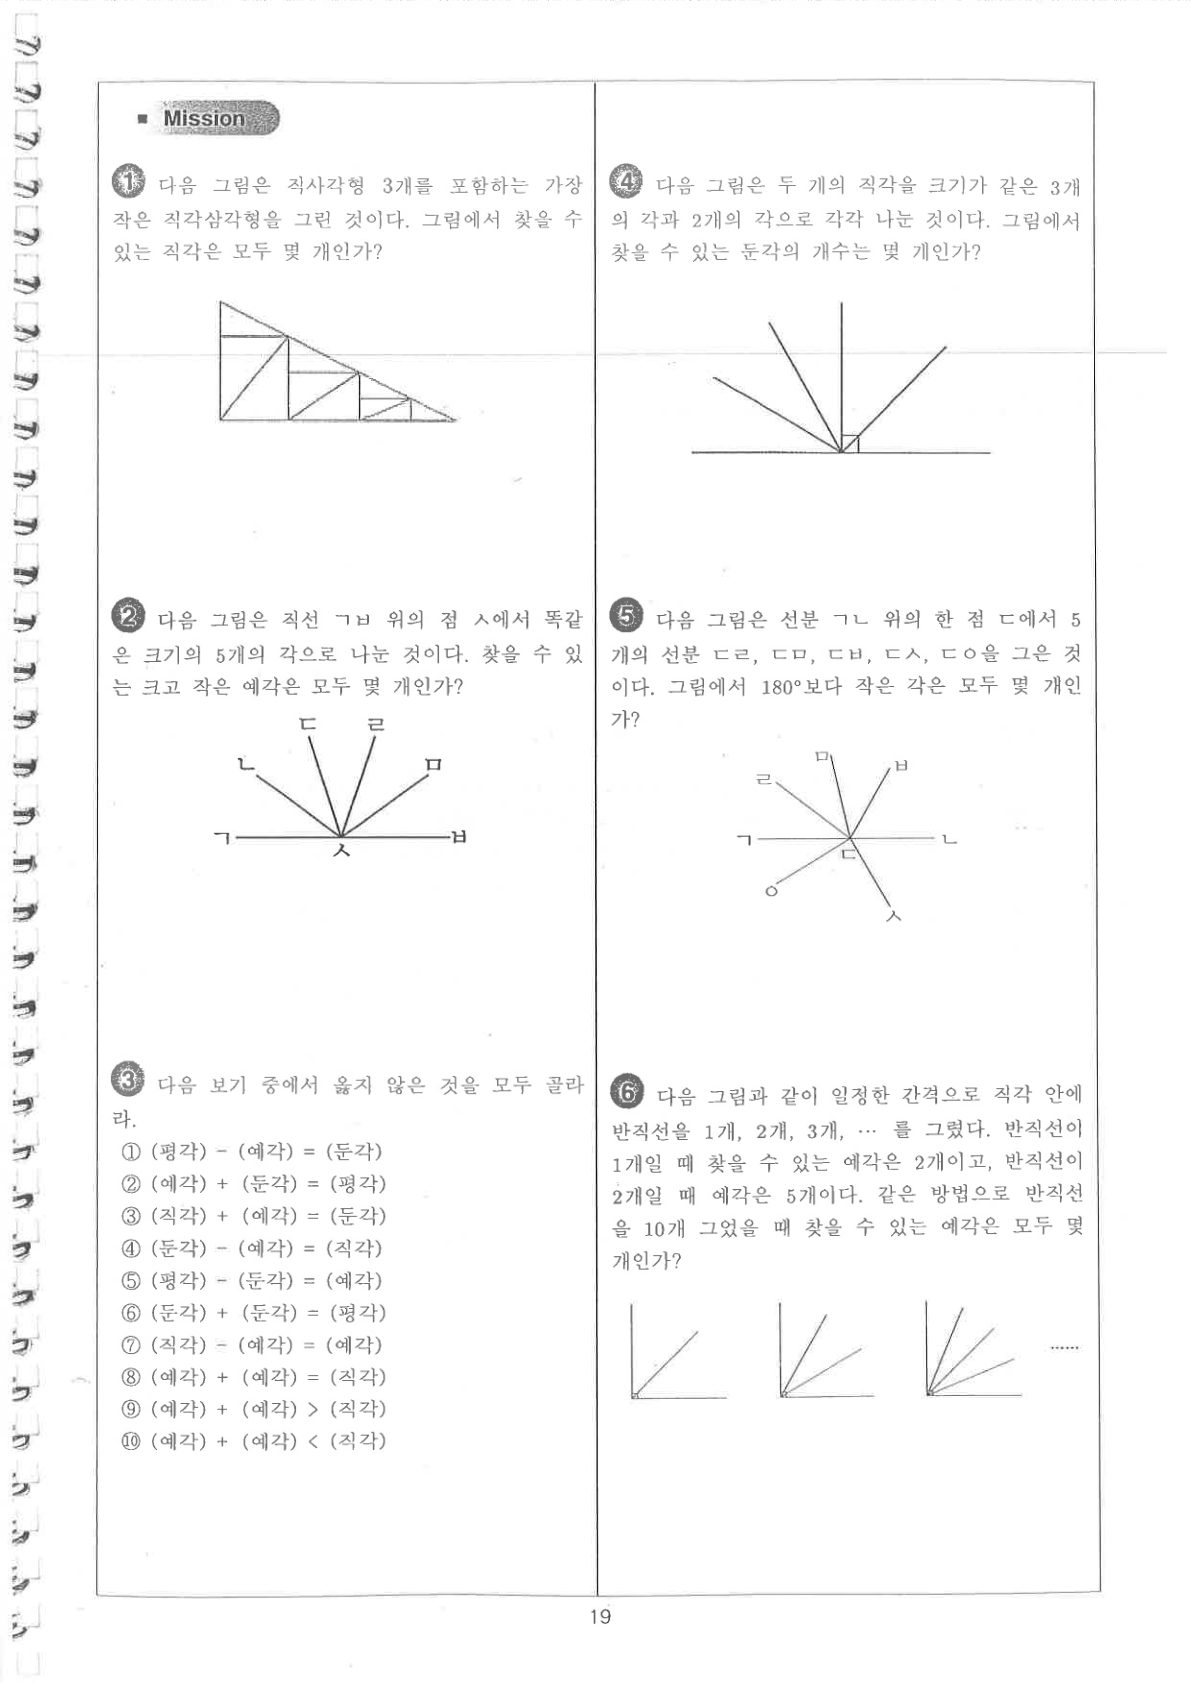 Mission
1 다음 그림은 직사각형 3개를 포함하는 가장
작은 직각삼각형을 그린 것이다. 그림에서 찾을 수
있는 직각은 모두 몇 개인가?
2 다음 그림은 직선 ㄱㅂ 위의 점 ㅅ에서 똑같
은 크기의 5개의 각으로 나눈 것이다. 찾을 수 있
는 크고 작은 예각은 모두 몇 개인가?
ㄷ ㄹ
ㄴ ㅁ
ㄱ ㅂ
ㅅ
3 다음 보기 중에서 옳지 않은 것을 모두 골라
라.
① (평각) - (예각) = (둔각)
② (예각) + (둔각) = (평각)
③ (직각) + (예각) = (둔각)
④ (둔각) - (예각) = (직각)
⑤ (평각) - (둔각) = (예각)
⑥ (둔각) + (둔각) = (평각)
⑦ (직각) - (예각) = (예각)
⑧ (예각) + (예각) = (직각)
⑨ (예각) + (예각) > (직각)
⑩ (예각) + (예각) < (직각)
4 다음 그림은 두 개의 직각을 크기가 같은 3개
의 각과 2개의 각으로 각각 나눈 것이다. 그림에서
찾을 수 있는 둔각의 개수는 몇 개인가?
5 다음 그림은 선분 ㄱㄴ 위의 한 점 ㄷ에서 5
개의 선분 ㄷㄹ, ㄷㅁ, ㄷㅂ, ㄷㅅ, ㄷㅇ을 그은 것
이다. 그림에서 180°보다 작은 각은 모두 몇 개인
가?
ㅁ ㅂ
ㄹ
ㄱ ㄴ
ㄷ
ㅇ
ㅅ
6 다음 그림과 같이 일정한 간격으로 직각 안에
반직선을 1개, 2개, 3개, … 를 그렸다. 반직선이
1개일 때 찾을 수 있는 예각은 2개이고, 반직선이
2개일 때 예각은 5개이다. 같은 방법으로 반직선
을 10개 그었을 때 찾을 수 있는 예각은 모두 몇
개인가?
……
19